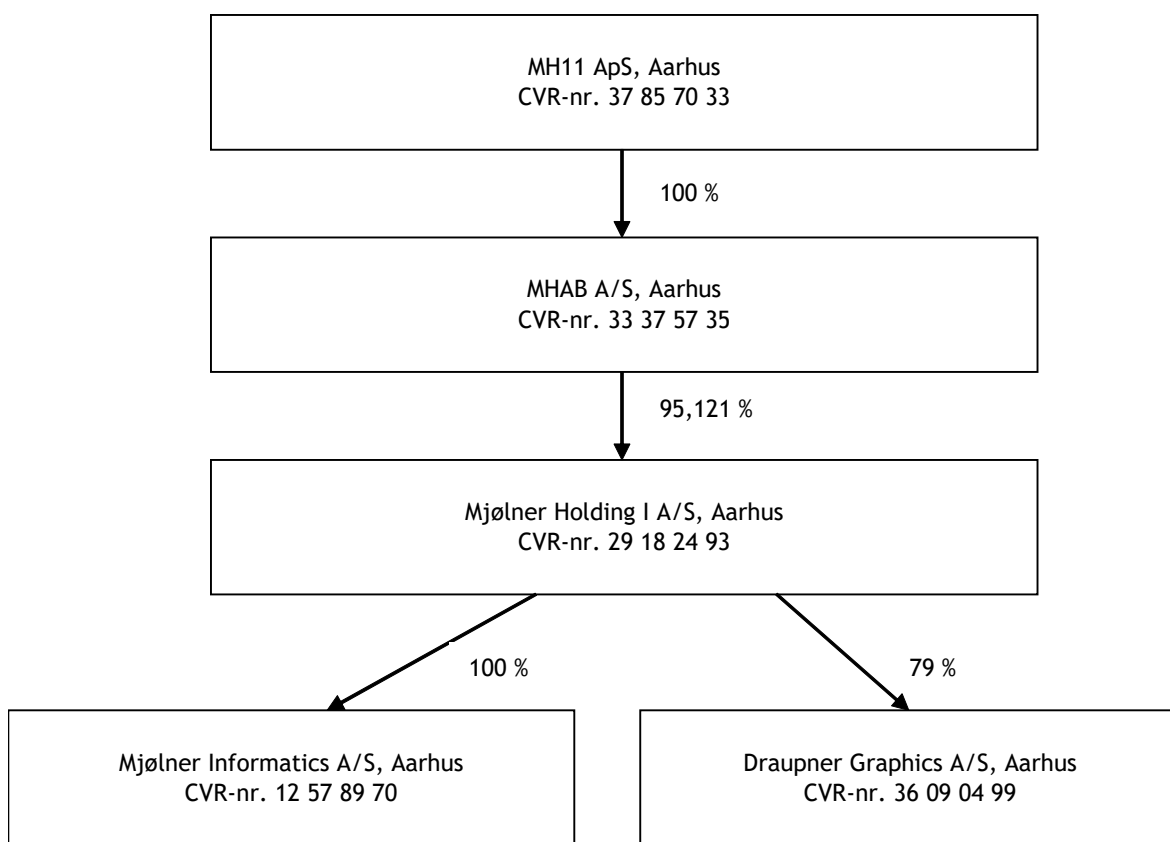 MH11 ApS, Aarhus
CVR-nr. 37 85 70 33
100 %
MHAB A/S, Aarhus
CVR-nr. 33 37 57 35
95,121 %
Mjølner Holding I A/S, Aarhus
CVR-nr. 29 18 24 93
100 %
79 %
Mjølner Informatics A/S, Aarhus
CVR-nr. 12 57 89 70
Draupner Graphics A/S, Aarhus
CVR-nr. 36 09 04 99